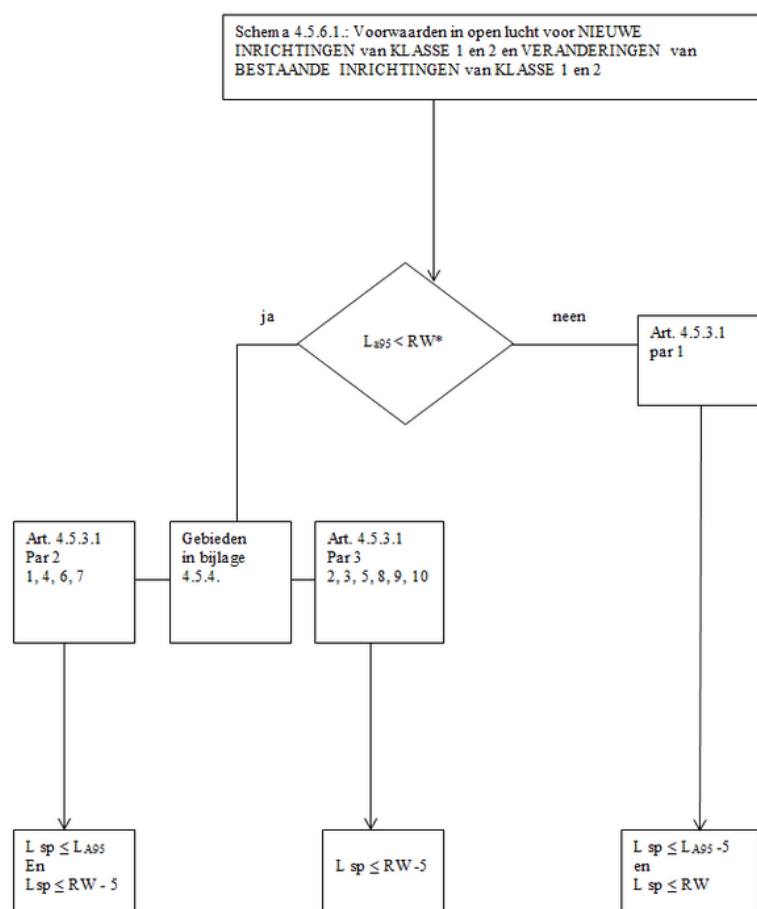 Schema 4.5.6.1.: Voorwaarden in open lucht voor NIEUWE
INRICHTINGEN van KLASSE 1 en 2 en VERANDERINGEN van
BESTAANDE INRICHTINGEN van KLASSE 1 en 2
ja
La95 < RW*
neen
Art. 4.5.3.1
par 1
Art. 4.5.3.1
Par 2
1, 4, 6, 7
Gebieden
in bijlage
4.5.4.
Art. 4.5.3.1
Par 3
2, 3, 5, 8, 9, 10
L sp ≤ LA95
En
Lsp ≤ RW - 5
L sp ≤ RW -5
L sp ≤ LA95 -5
en
L sp ≤ RW